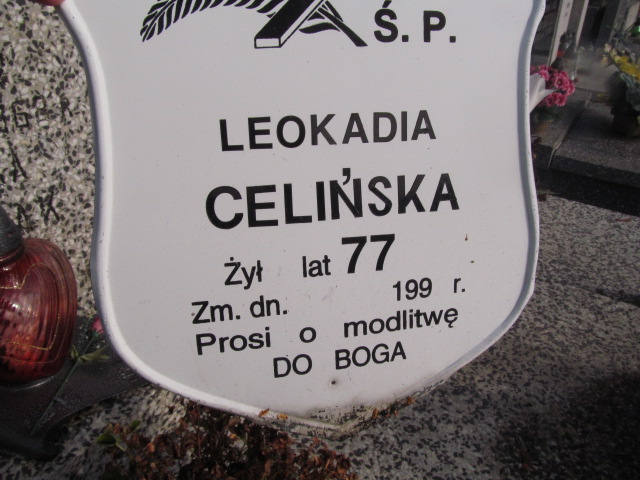 Ś. P.
LEOKADIA
CELIŃSKA
Żył lat 77
Zm. dn. 199 r.
Prosi o modlitwę
DO BOGA